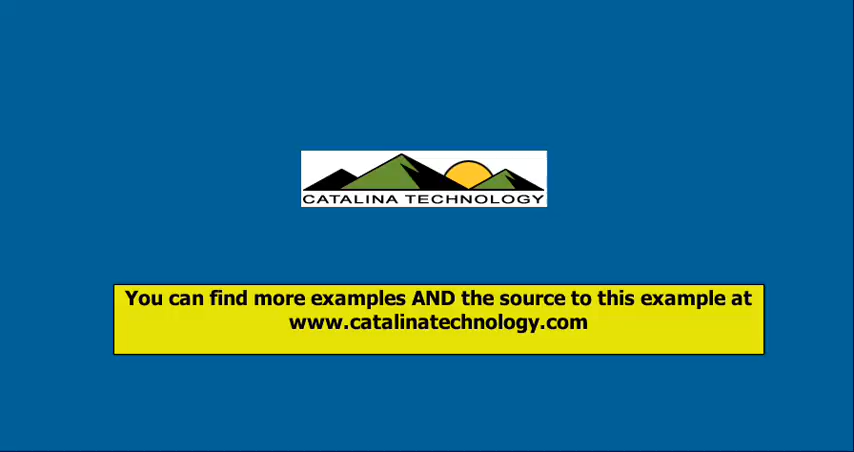 CATALINA TECHNOLOGY
You can find more examples AND the source to this example at
www.catalinatechnology.com